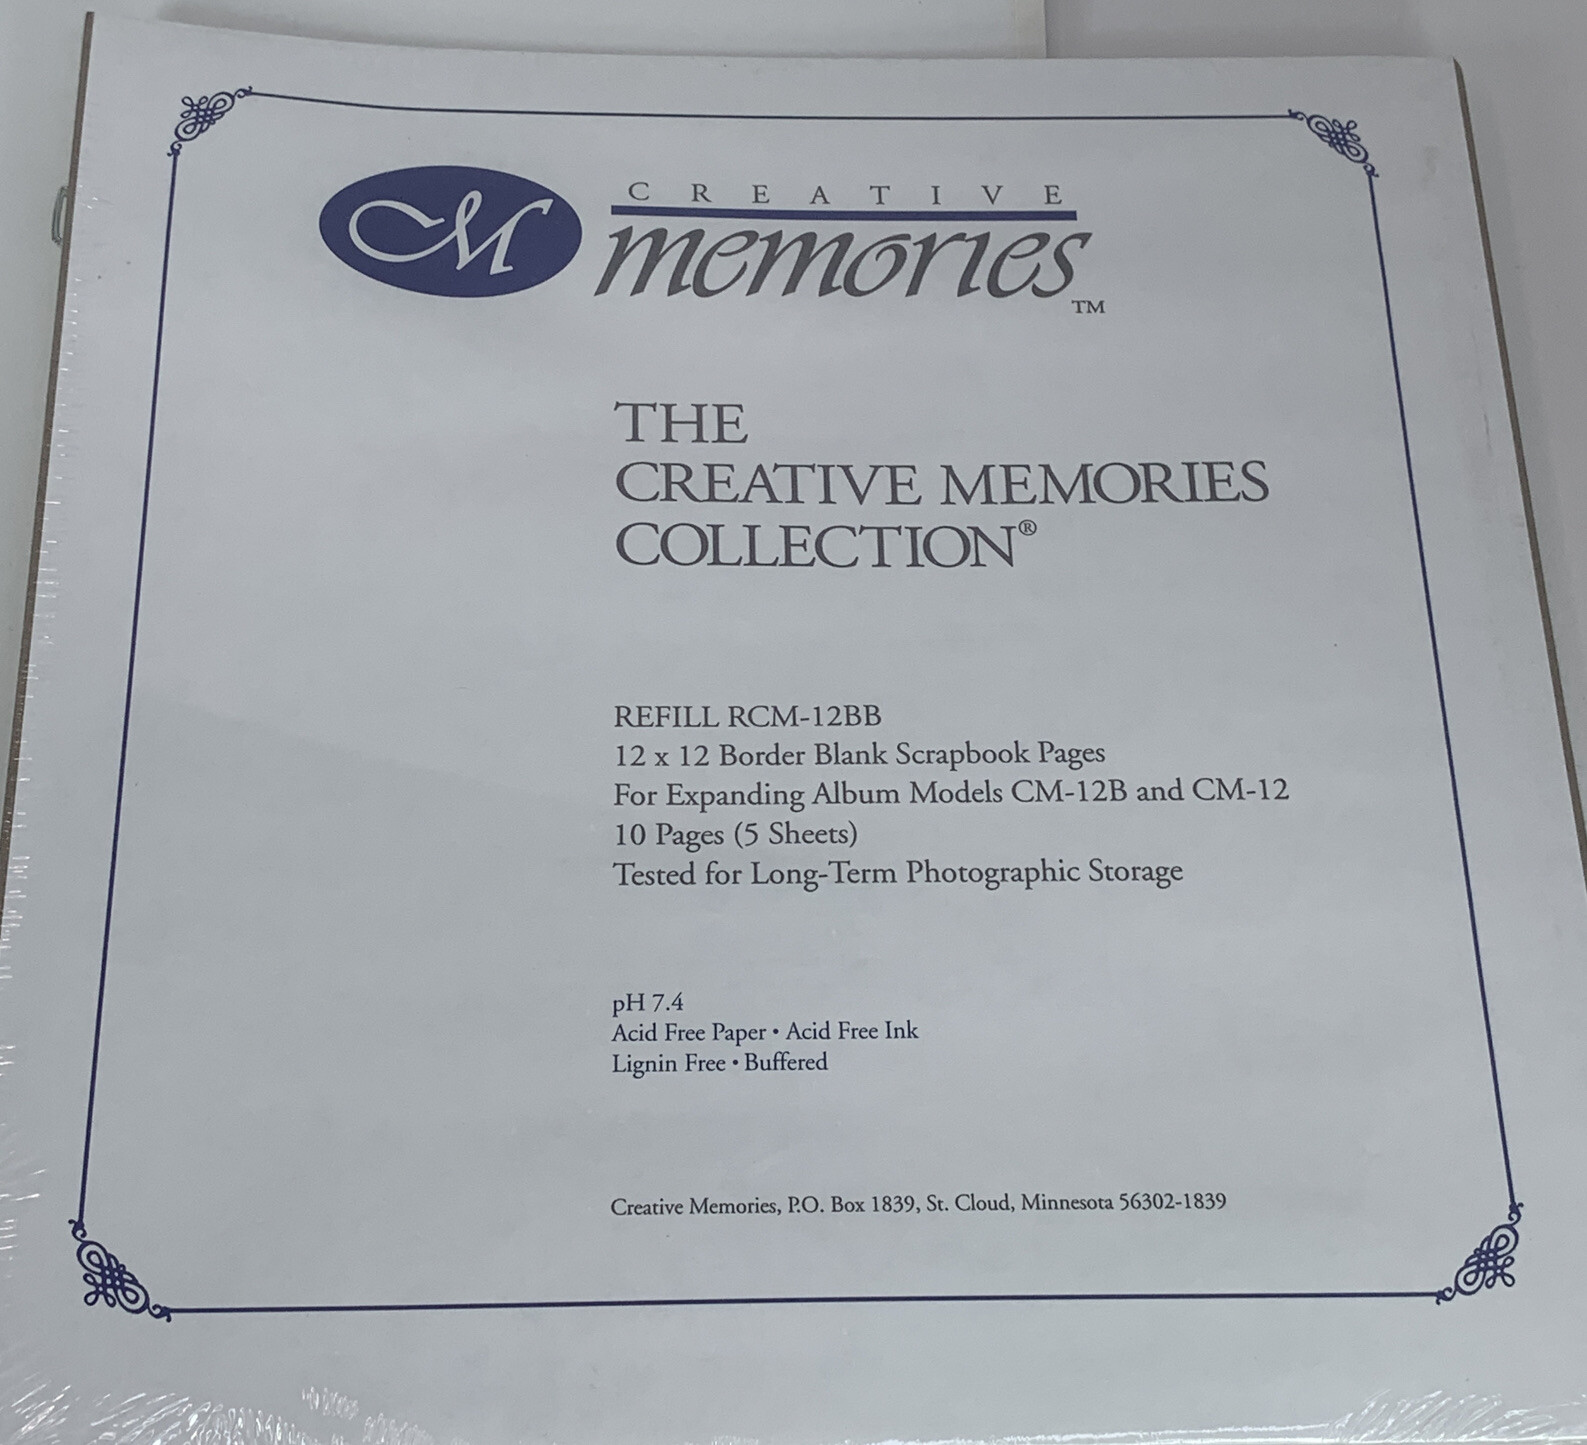 CM
CREATIVE
memories™
THE
CREATIVE MEMORIES
COLLECTION®
REFILL RCM-12BB
12 x 12 Border Blank Scrapbook Pages
For Expanding Album Models CM-12B and CM-12
10 Pages (5 Sheets)
Tested for Long-Term Photographic Storage
pH 7.4
Acid Free Paper • Acid Free Ink
Lignin Free • Buffered
Creative Memories, P.O. Box 1839, St. Cloud, Minnesota 56302-1839